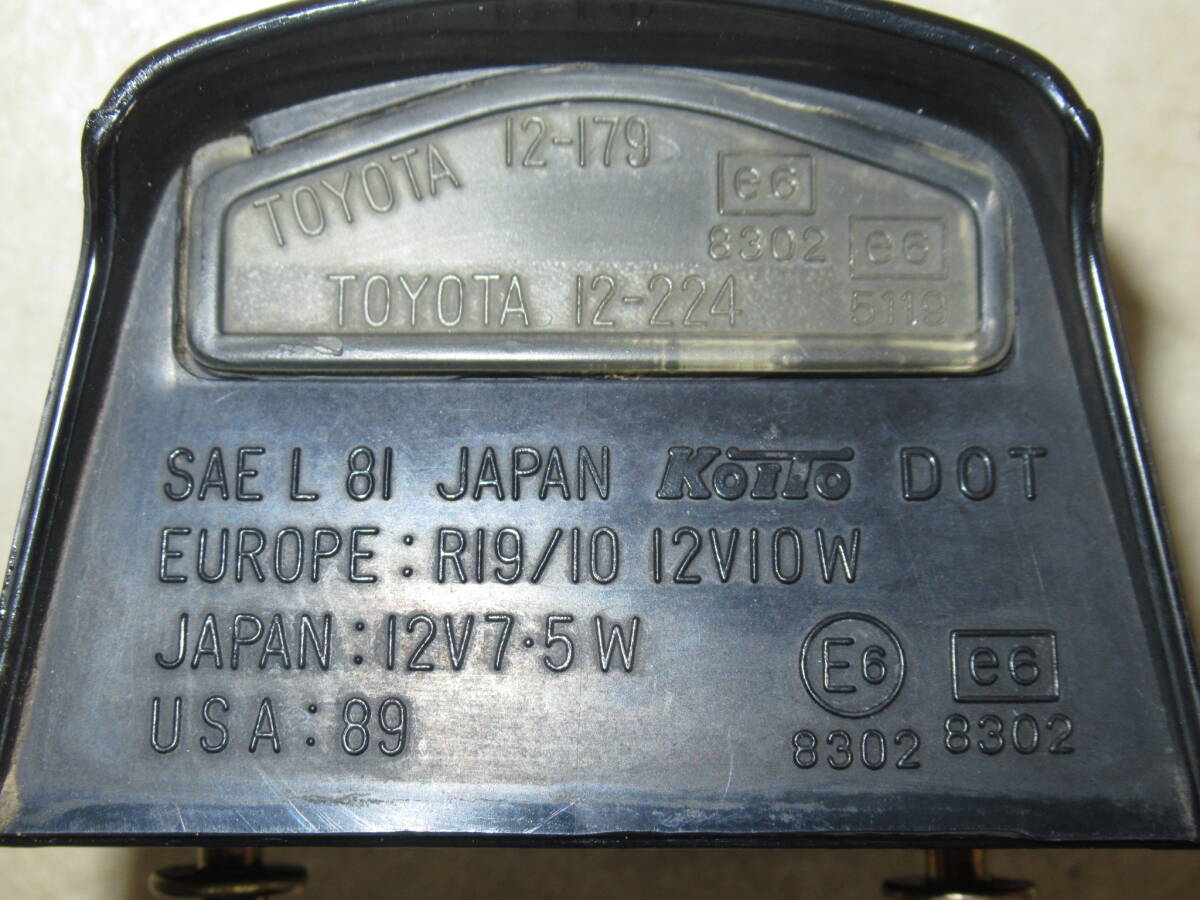 TOYOTA 12-179
e6
8302
e6
5119
TOYOTA 12-224
SAE L 81 JAPAN KOITO DOT
EUROPE : R19/10 12V10W
JAPAN : 12V7·5W
USA : 89
E6
8302
e6
8302